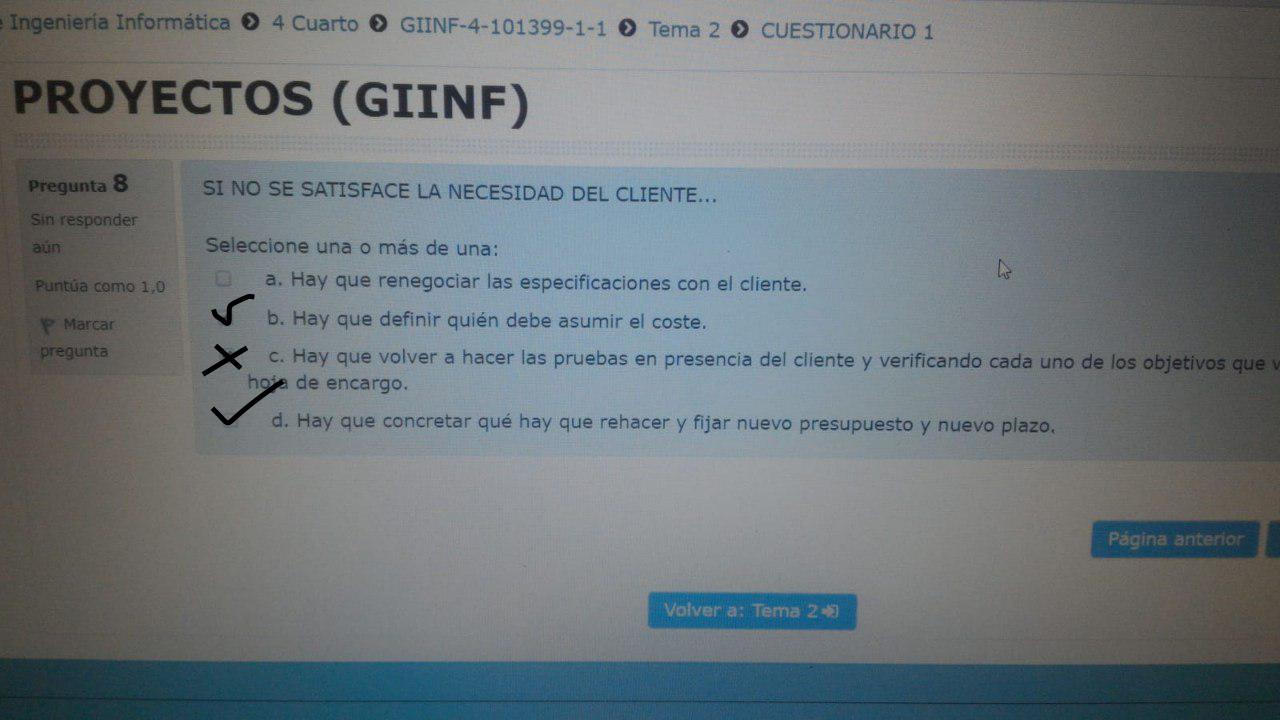 Ingeniería Informática 4 Cuarto GIINF-4-101399-1-1 Tema 2 CUESTIONARIO 1
PROYECTOS (GIINF)
Pregunta 8
Sin responder
aún
Puntúa como 1,0
Marcar
pregunta
SI NO SE SATISFACE LA NECESIDAD DEL CLIENTE...
Seleccione una o más de una:
a. Hay que renegociar las especificaciones con el cliente.
b. Hay que definir quién debe asumir el coste.
c. Hay que volver a hacer las pruebas en presencia del cliente y verificando cada uno de los objetivos que
hoja de encargo.
d. Hay que concretar qué hay que rehacer y fijar nuevo presupuesto y nuevo plazo.
Página anterior
Volver a: Tema 2